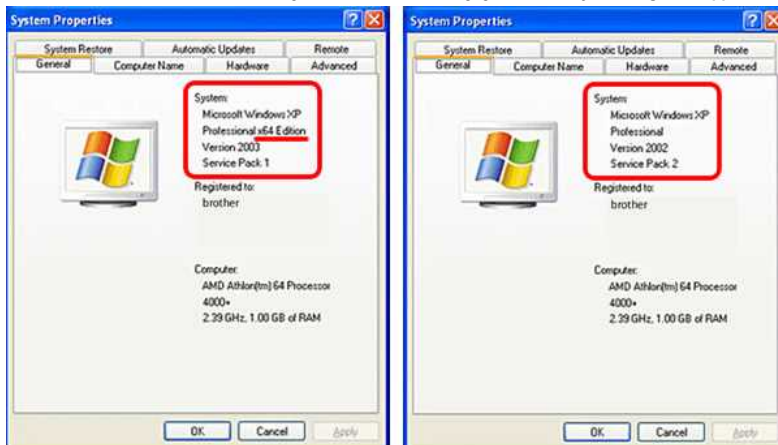 System Properties
System Restore Automatic Updates Remote
General Computer Name Hardware Advanced
System:
Microsoft Windows XP
Professional x64 Edition
Version 2003
Service Pack 1
Registered to:
brother
Computer:
AMD Athlon(tm) 64 Processor
4000+
2.39 GHz, 1.00 GB of RAM
OK Cancel Apply
System Properties
System Restore Automatic Updates Remote
General Computer Name Hardware Advanced
System:
Microsoft Windows XP
Professional
Version 2002
Service Pack 2
Registered to:
brother
Computer:
AMD Athlon(tm) 64 Processor
4000+
2.39 GHz, 1.00 GB of RAM
OK Cancel Apply